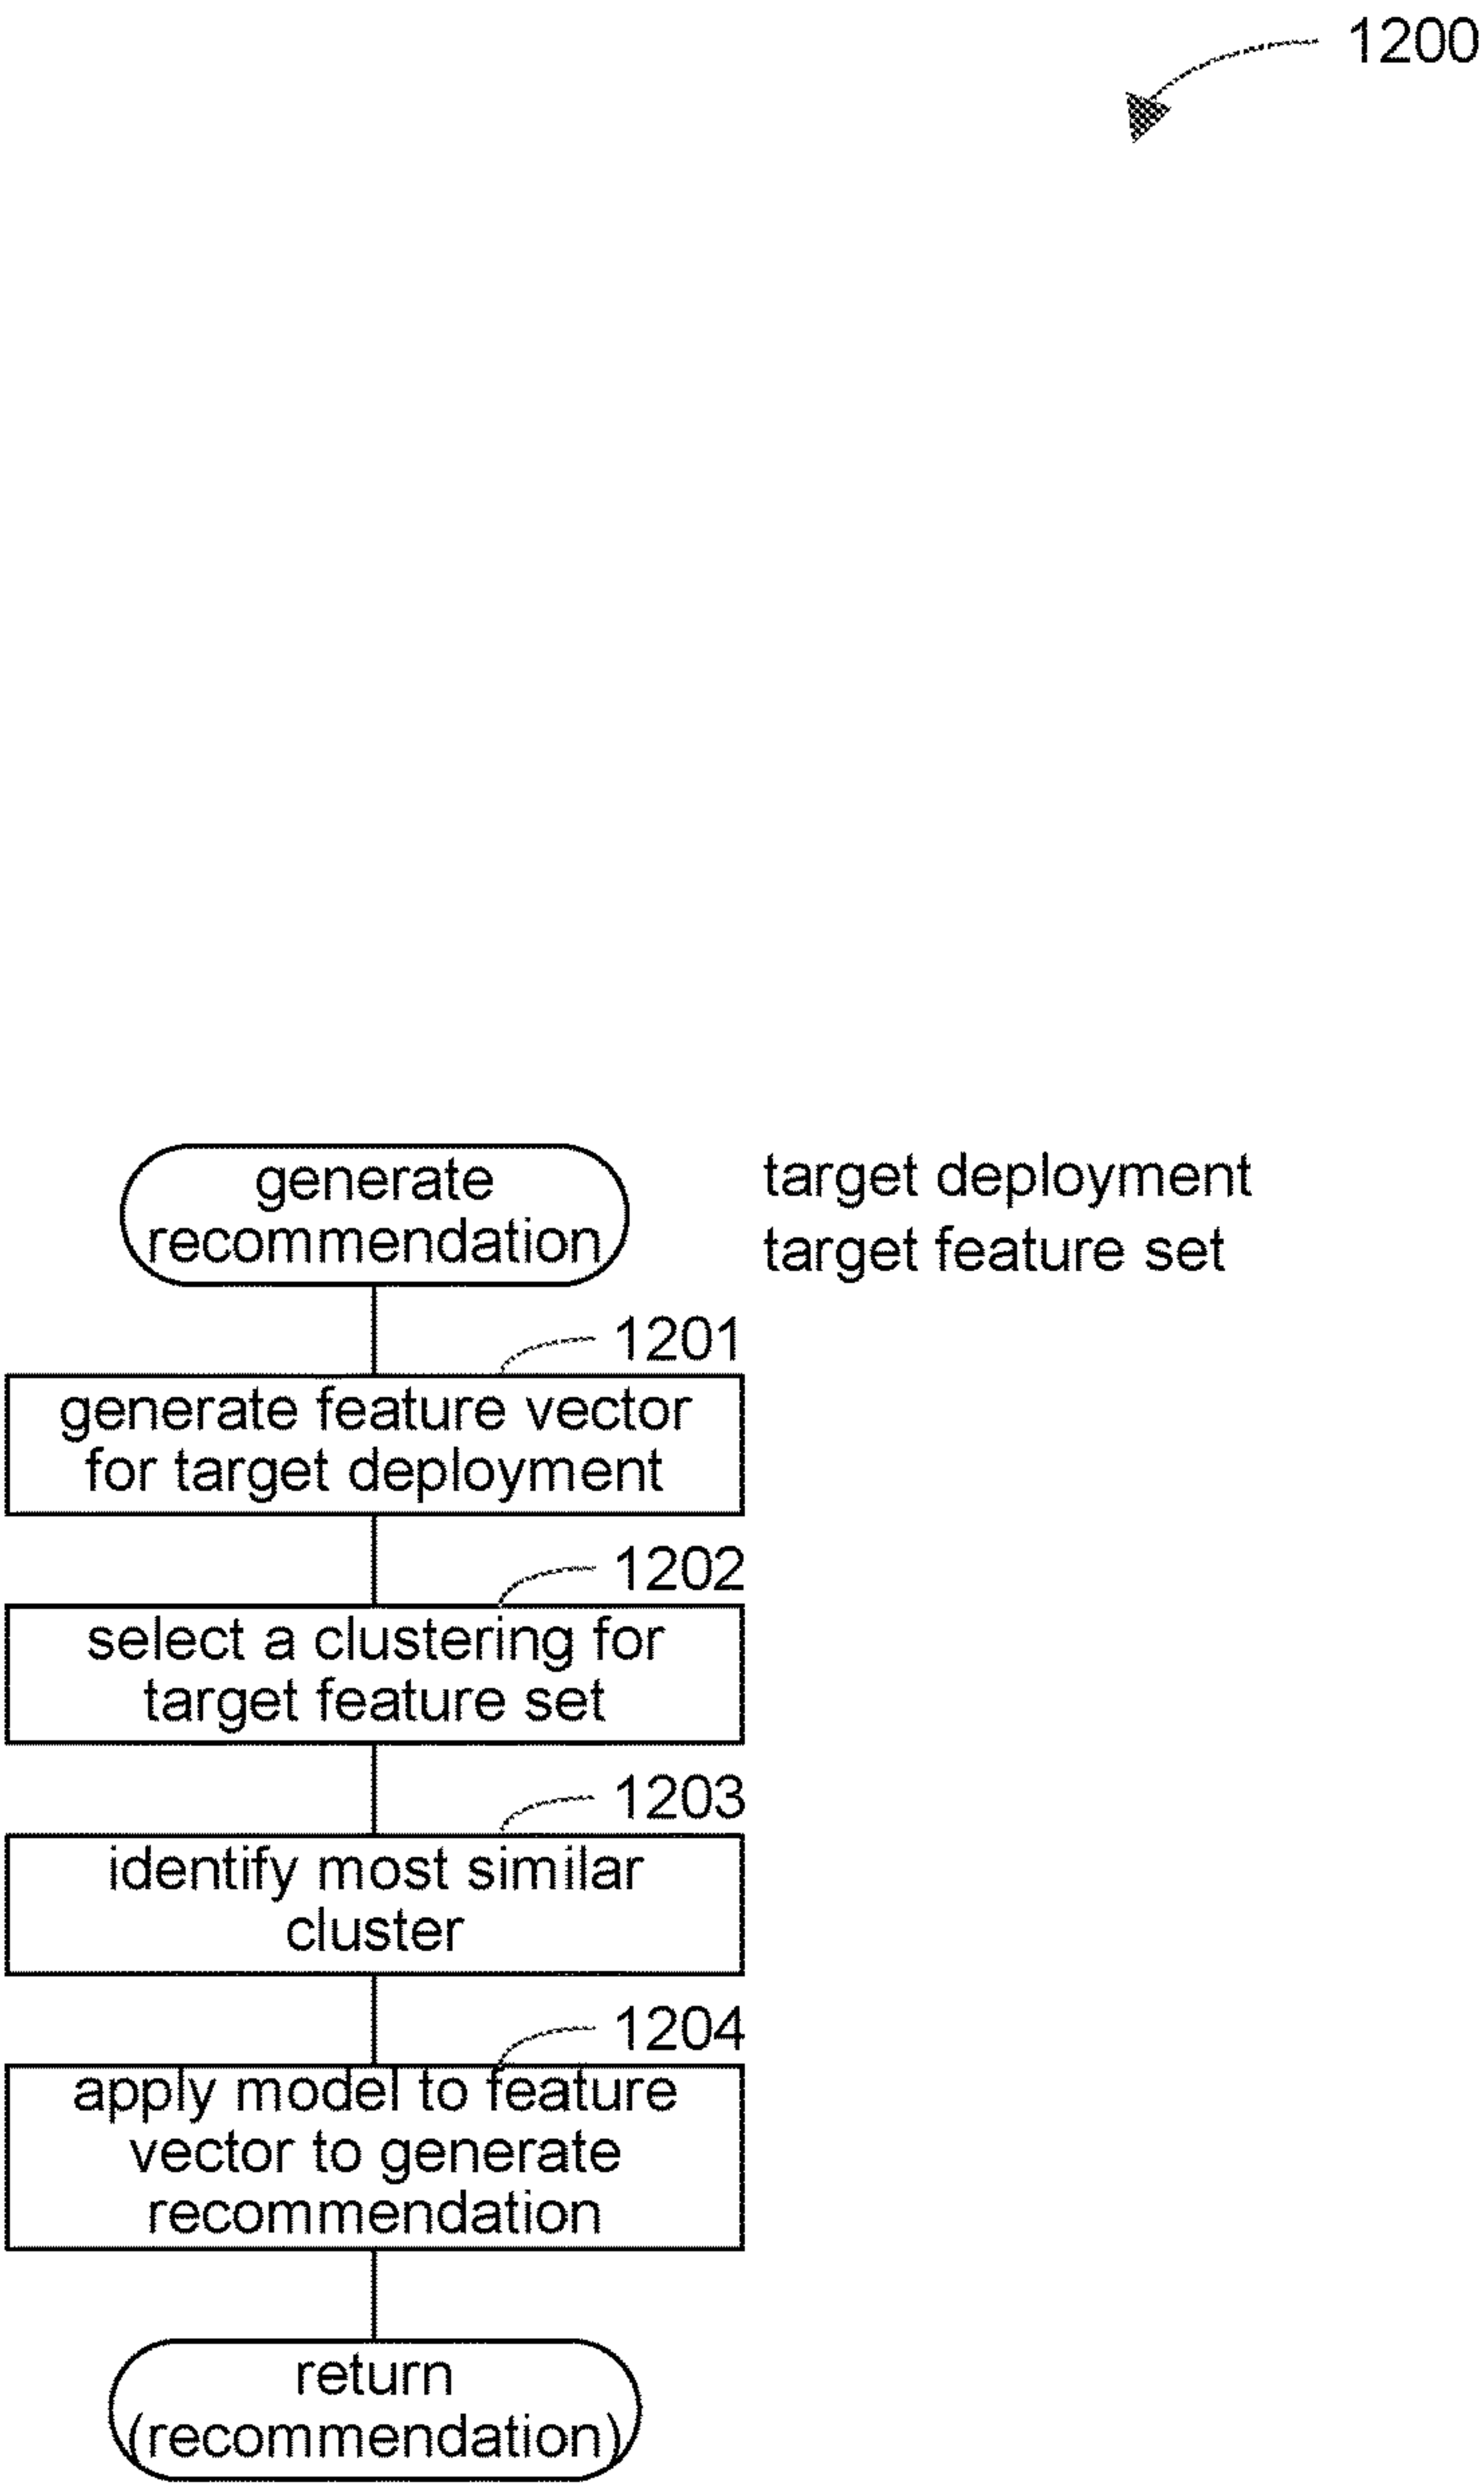 1200
generate
recommendation
target deployment
target feature set
1201
generate feature vector
for target deployment
1202
select a clustering for
target feature set
1203
identify most similar
cluster
1204
apply model to feature
vector to generate
recommendation
return
(recommendation)